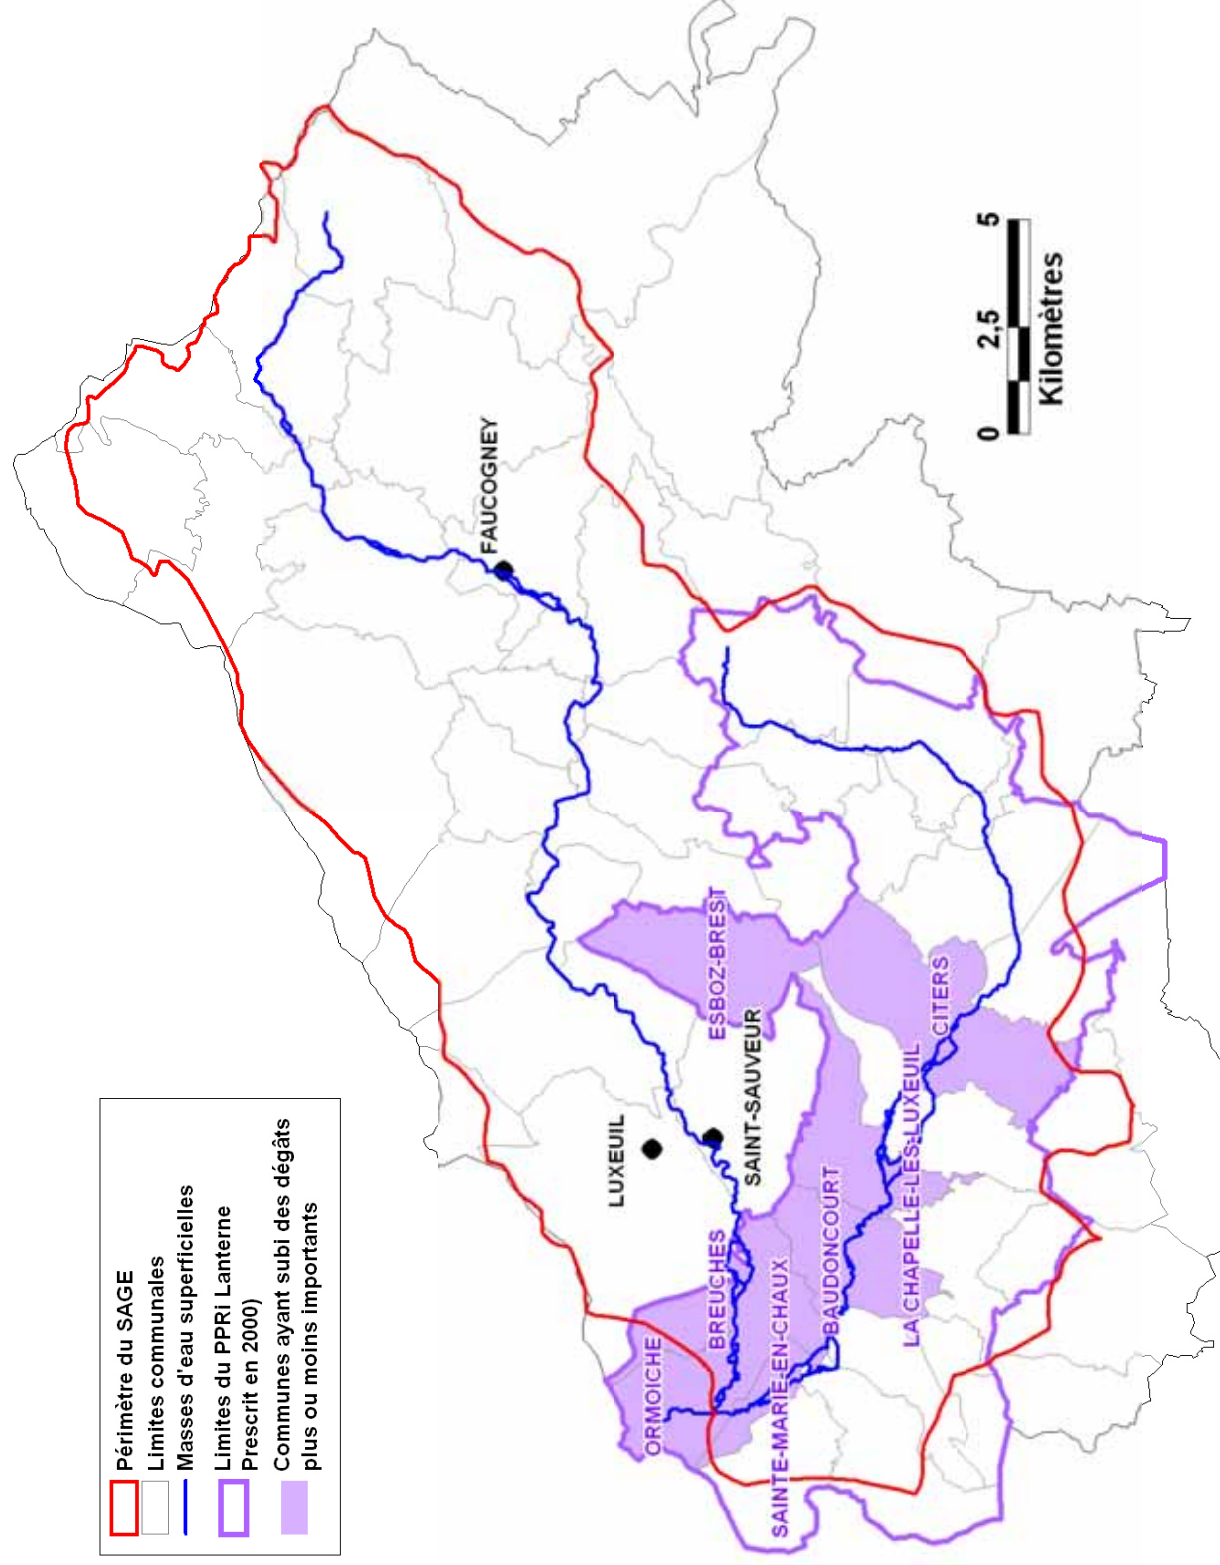 Périmètre du SAGE
Limites communales
Masses d'eau superficielles
Limites du PPRi Lanterne
Prescrit en 2000)
Communes ayant subi des dégâts
plus ou moins importants
FAUCOGNEY
LUXEUIL
SAINT-SAUVEUR
ESBOZ-BREST
CITERS
LA CHAPELLE-LES-LUXEUIL
BAUDONCOURT
BREUCHES
SAINTE-MARIE-EN-CHAUX
ORMOICHE
0 2,5 5
Kilomètres